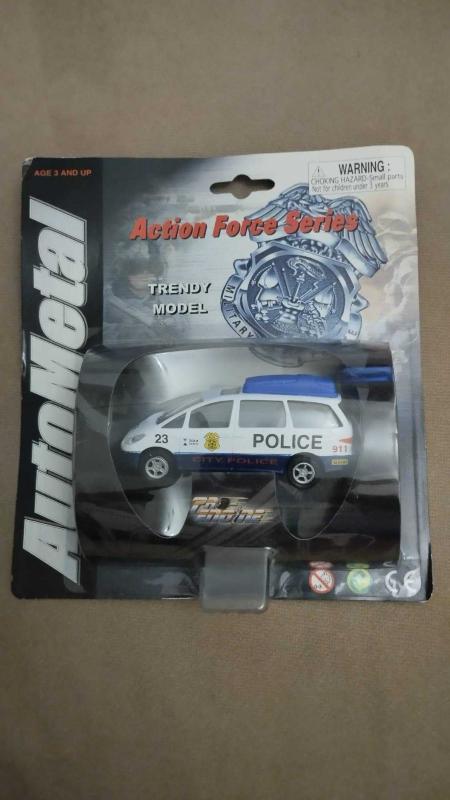 AGE 3 AND UP
WARNING :
CHOKING HAZARD-Small parts
Not for children under 3 years
Action Force Series
TRENDY
MODEL
AutoMetal
MILITARY
23
POLICE
911
CITY POLICE
CE